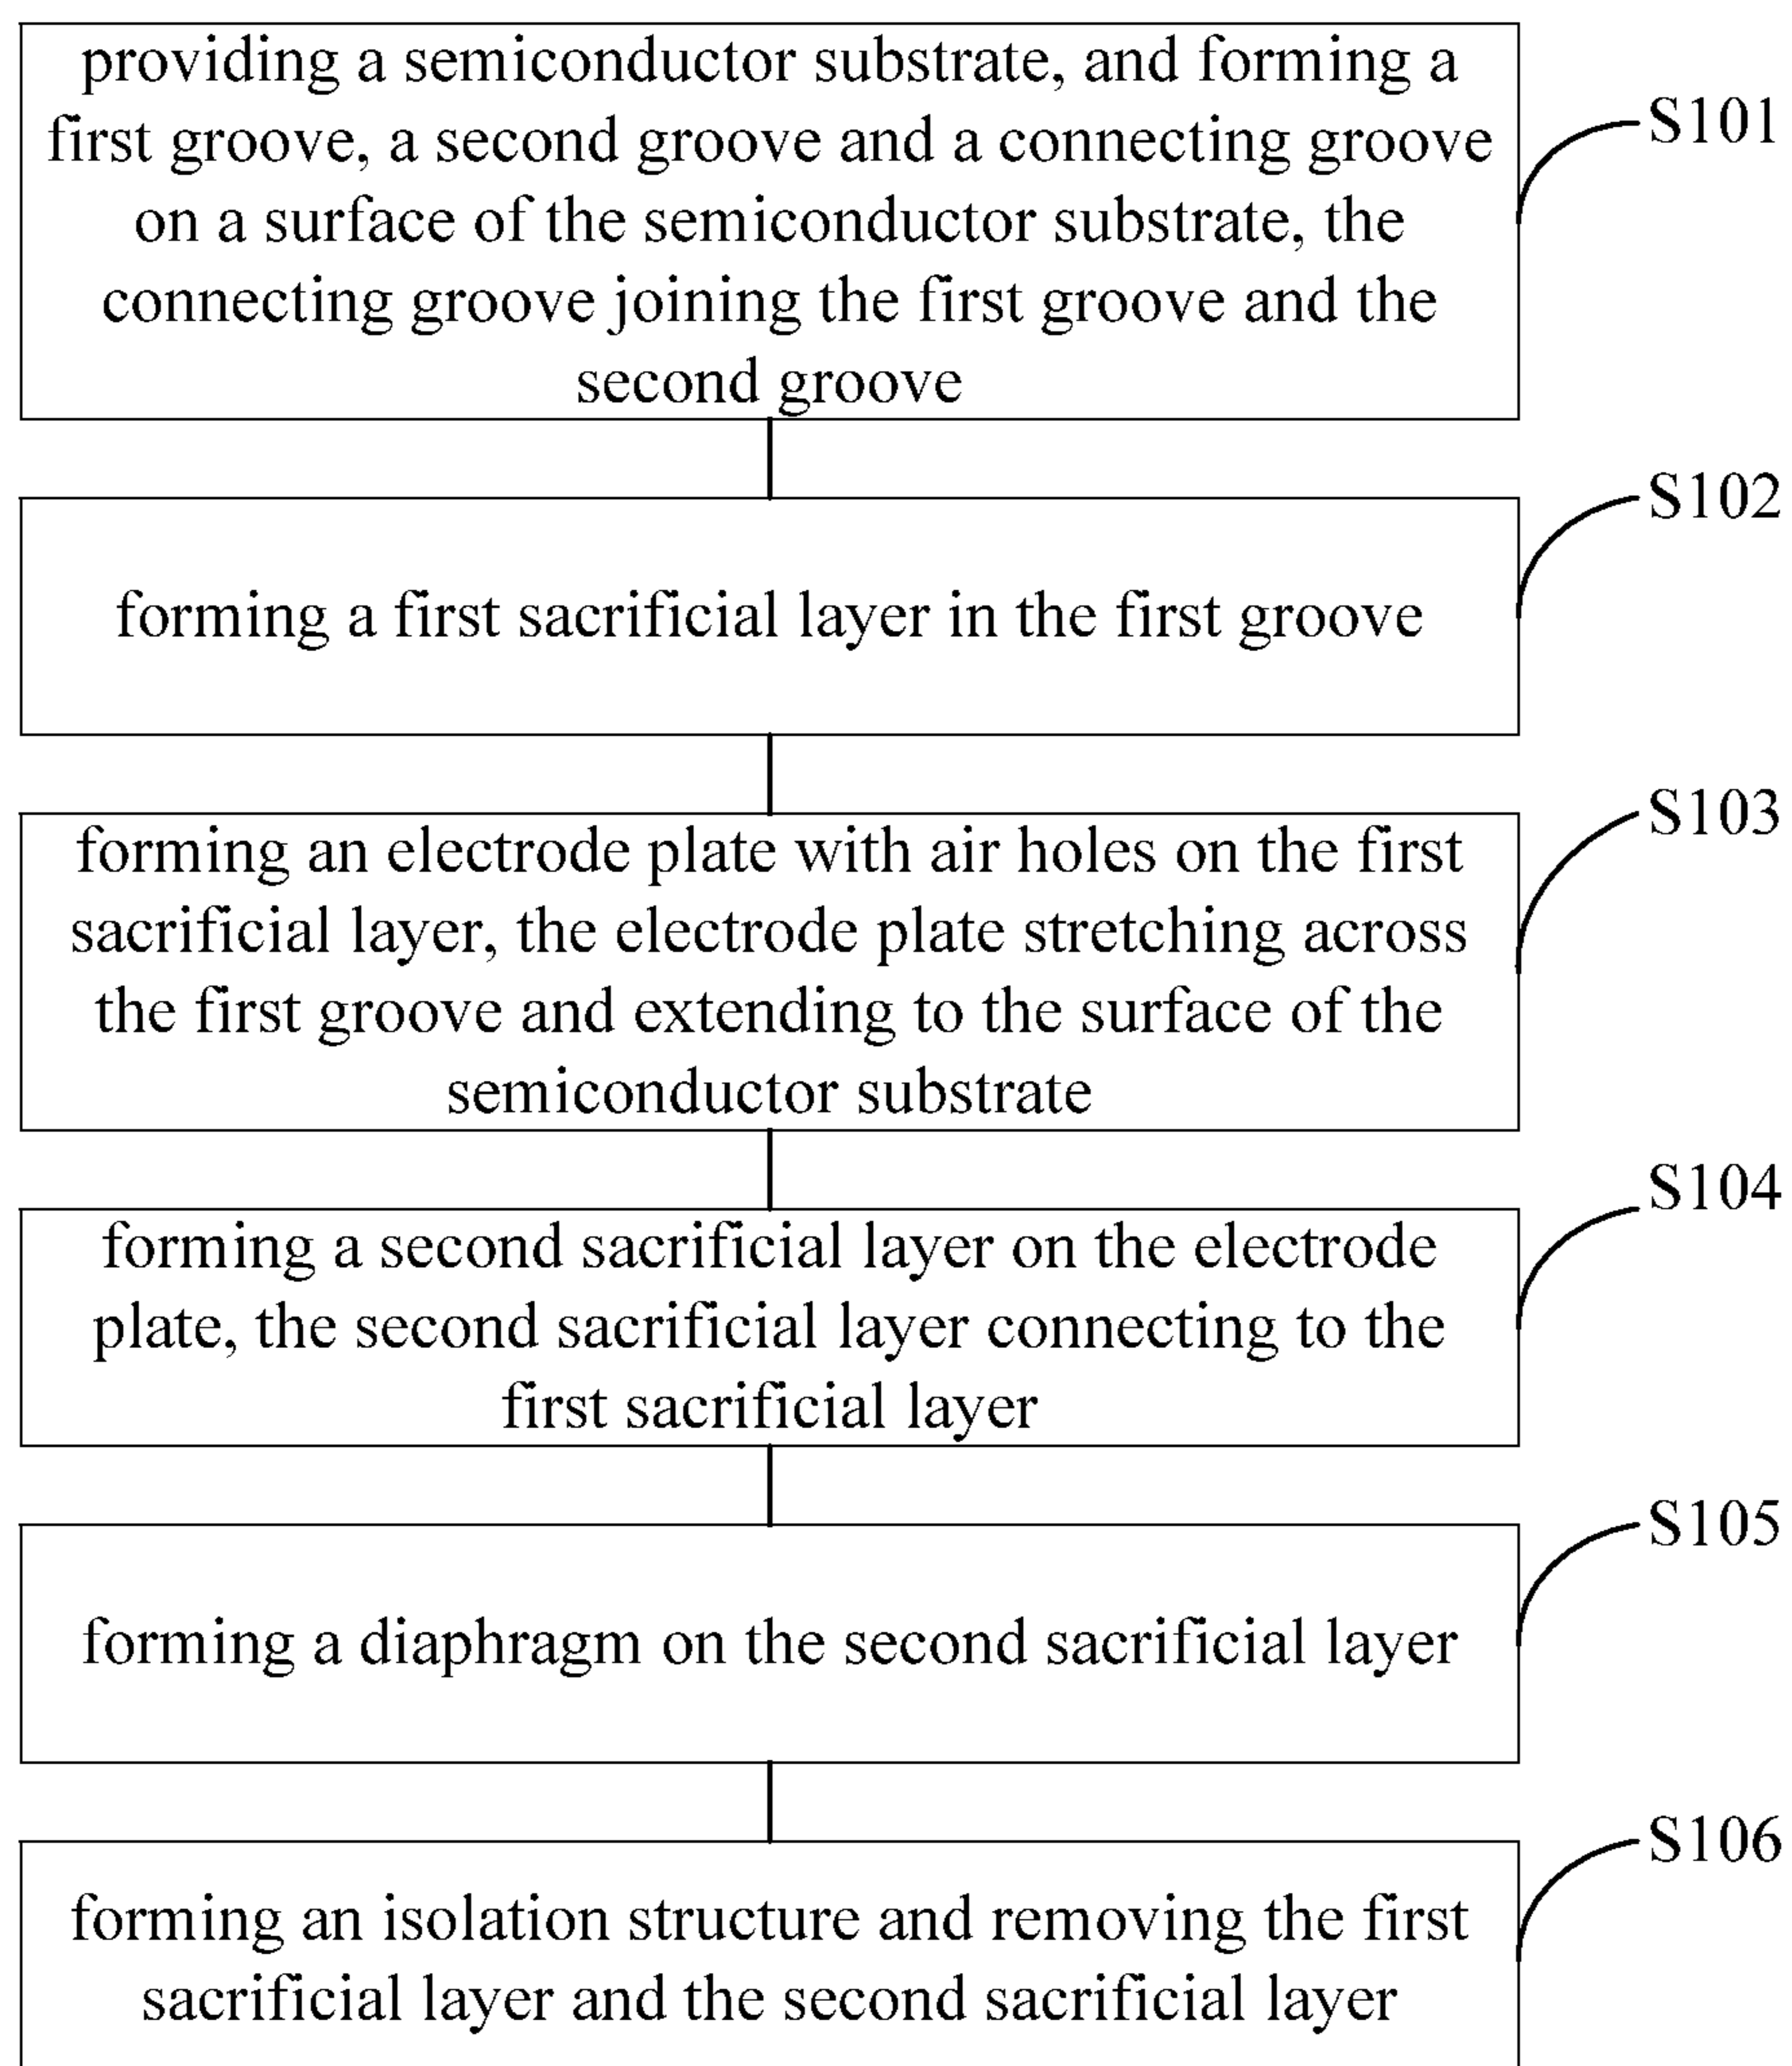 providing a semiconductor substrate, and forming a
first groove, a second groove and a connecting groove
on a surface of the semiconductor substrate, the
connecting groove joining the first groove and the
second groove
S101
forming a first sacrificial layer in the first groove
S102
forming an electrode plate with air holes on the first
sacrificial layer, the electrode plate stretching across
the first groove and extending to the surface of the
semiconductor substrate
S103
forming a second sacrificial layer on the electrode
plate, the second sacrificial layer connecting to the
first sacrificial layer
S104
forming a diaphragm on the second sacrificial layer
S105
forming an isolation structure and removing the first
sacrificial layer and the second sacrificial layer
S106